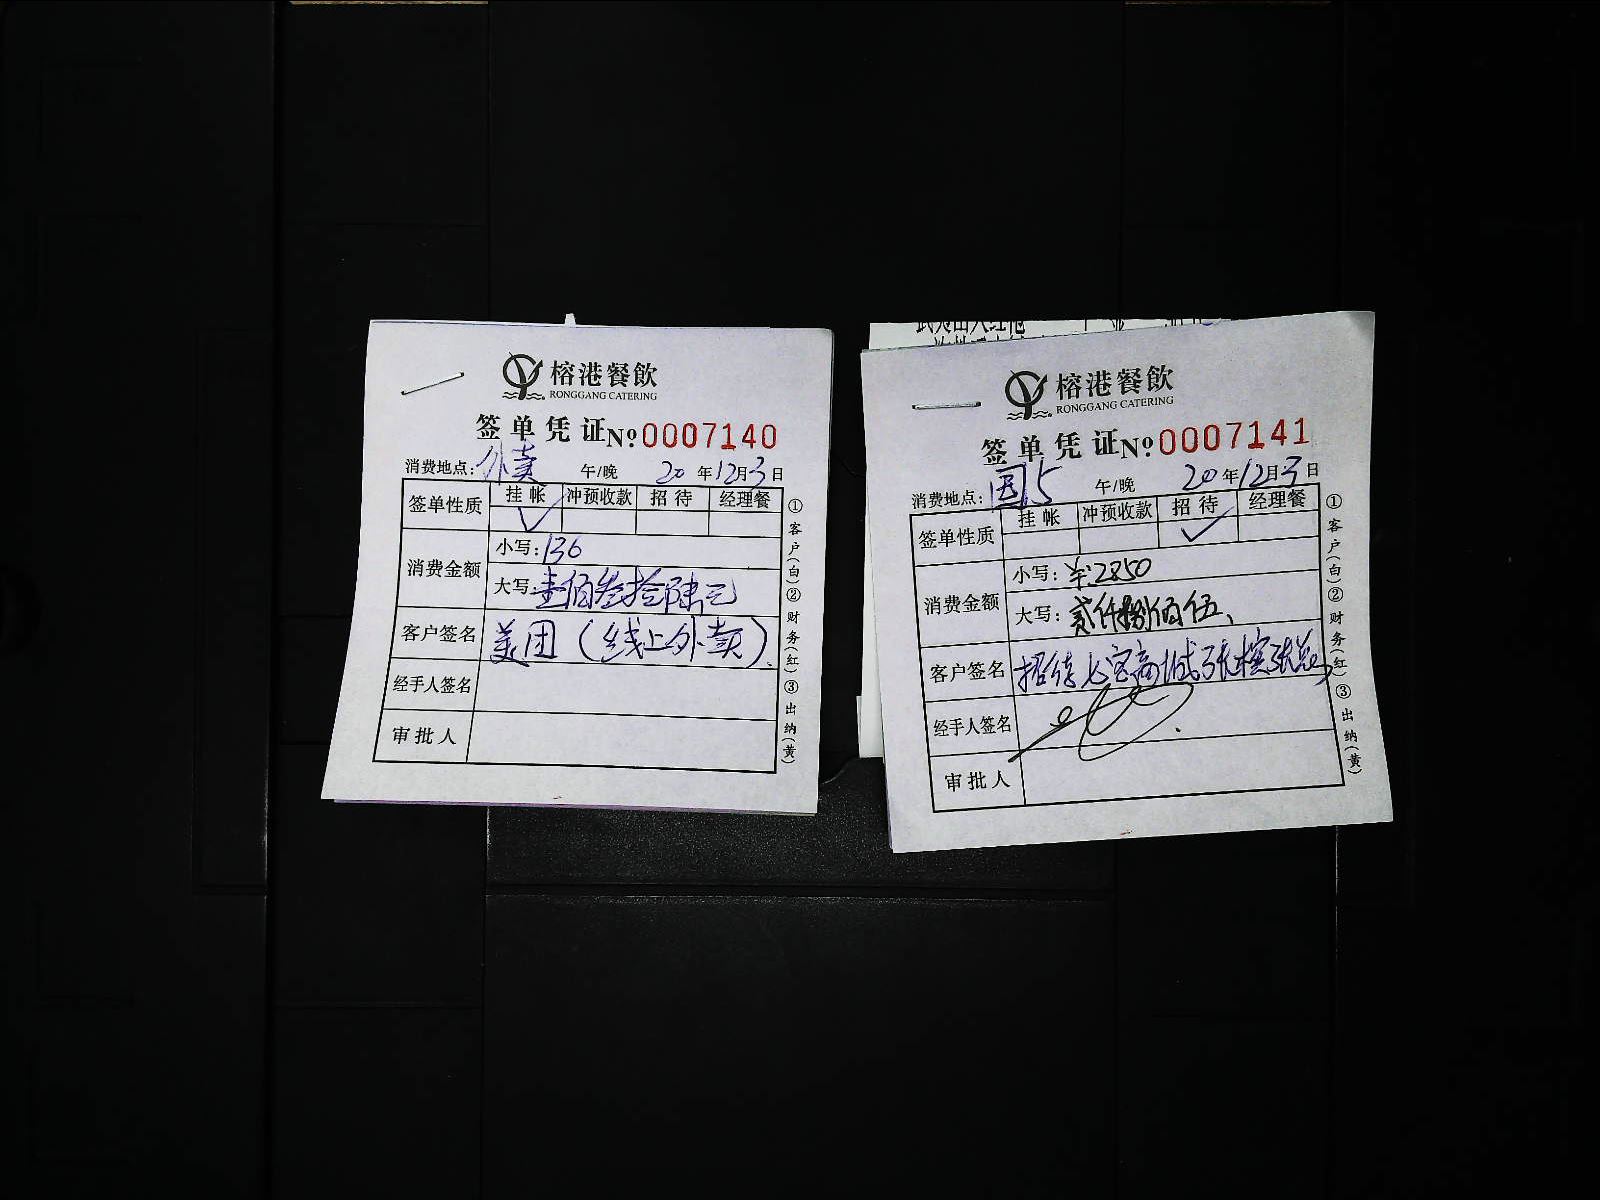 榕港餐飲
RONGGANG CATERING
签单凭证№0007140
消费地点：外卖 午/晚 20年12月3日
签单性质 挂帐 冲预收款 招待 经理餐
✓
消费金额 小写：136
大写：壹佰叁拾陆元
客户签名 美团（线上外卖）
经手人签名
审批人
①客户(白)②财务(红)③出纳(黄)
榕港餐飲
RONGGANG CATERING
签单凭证№0007141
消费地点：国5 午/晚 20年12月3日
签单性质 挂帐 冲预收款 招待 经理餐
✓
消费金额 小写：¥:2850
大写：贰仟捌佰伍
客户签名 招待七宝商城张
经手人签名
审批人
①客户(白)②财务(红)③出纳(黄)